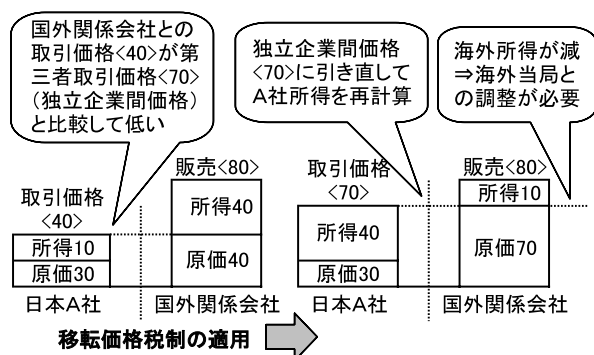 国外関係会社との
取引価格<40>が第
三者取引価格<70>
(独立企業間価格)
と比較して低い
独立企業間価格
<70>に引き直して
A社所得を再計算
海外所得が減
⇒海外当局と
の調整が必要
取引価格
<40>
所得10
原価30
日本A社
販売<80>
所得40
原価40
国外関係会社
取引価格
<70>
所得40
原価30
日本A社
販売<80>
所得10
原価70
国外関係会社
移転価格税制の適用